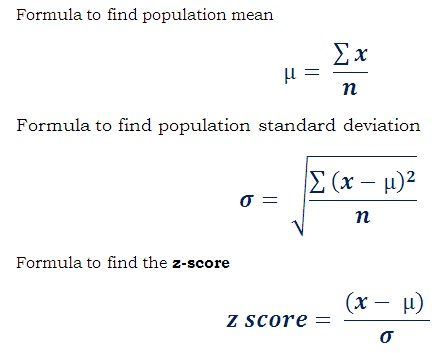 Formula to find population mean
μ = ∑ x / n
Formula to find population standard deviation
σ = √(∑ (x − μ)² / n)
Formula to find the z-score
z score = (x − μ) / σ